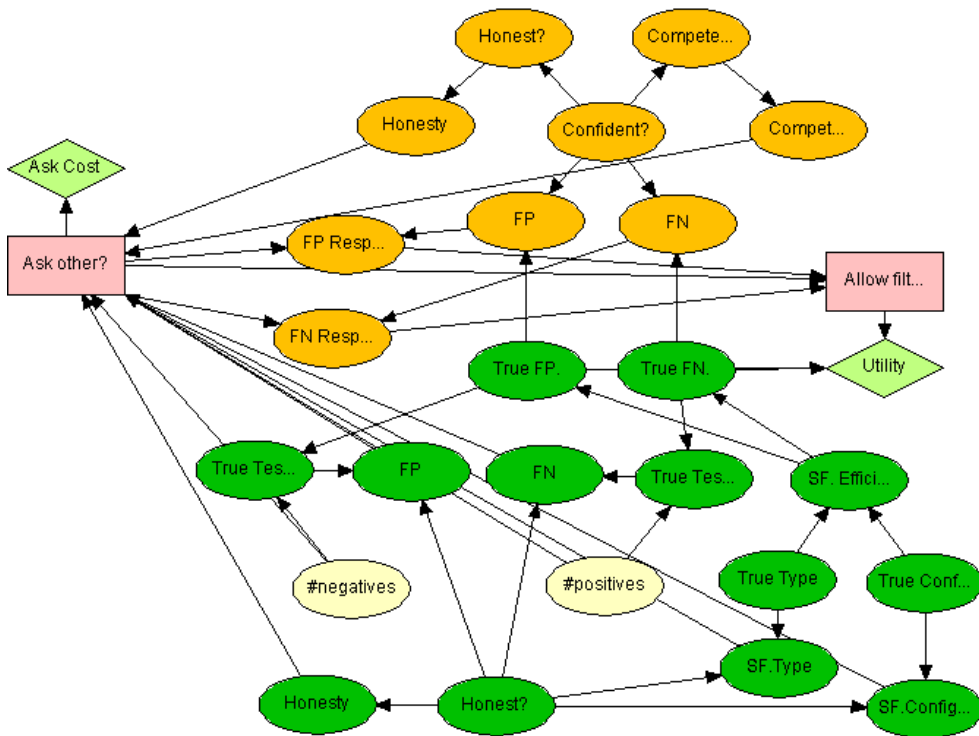 Honest?
Compete...
Honesty
Confident?
Compet...
Ask Cost
FP
FN
FP Resp...
Ask other?
Allow filt...
FN Resp...
True FP.
True FN.
Utility
True Tes...
FP
FN
True Tes...
SF. Effici...
#negatives
#positives
True Type
True Conf...
SF.Type
Honesty
Honest?
SF.Config...